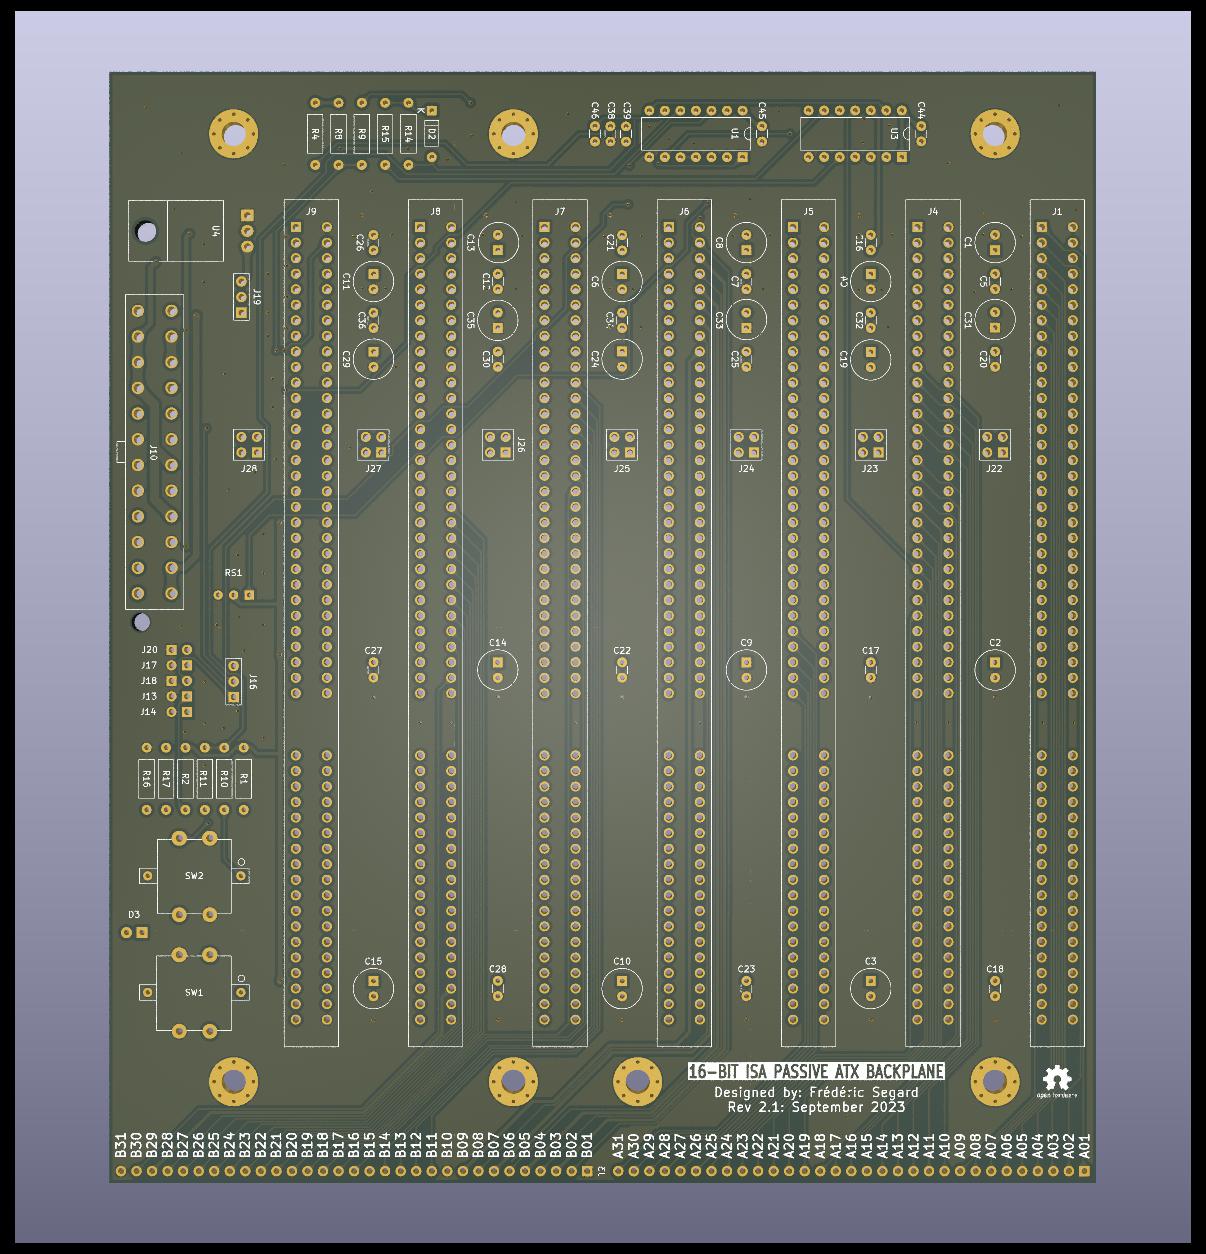 K
C46
C38
C39
C45
C44
R4
R8
R9
R15
R14
D2
U1
U3
U4
J9
J8
J7
J6
J5
J4
J1
C26
C13
C21
C8
C16
C1
J19
C11
C12
C6
C7
C5
C36
C35
C33
C32
C31
C29
C30
C24
C25
C19
C20
J10
J26
J28
J27
J25
J24
J23
J22
RS1
C27
C14
C22
C9
C17
C2
J20
J17
J18
J13
J14
J16
R16
R17
R2
R11
R10
R1
SW2
D3
SW1
C15
C28
C10
C23
C3
C18
16-BIT ISA PASSIVE ATX BACKPLANE
Designed by: Frédéric Segard
Rev 2.1: September 2023
open hardware
B31 B30 B29 B28 B27 B26 B25 B24 B23 B22 B21 B20 B19 B18 B17 B16 B15 B14 B13 B12 B11 B10 B09 B08 B07 B06 B05 B04 B03 B02 B01 A31 A30 A29 A28 A27 A26 A25 A24 A23 A22 A21 A20 A19 A18 A17 A16 A15 A14 A13 A12 A11 A10 A09 A08 A07 A06 A05 A04 A03 A02 A01
J2